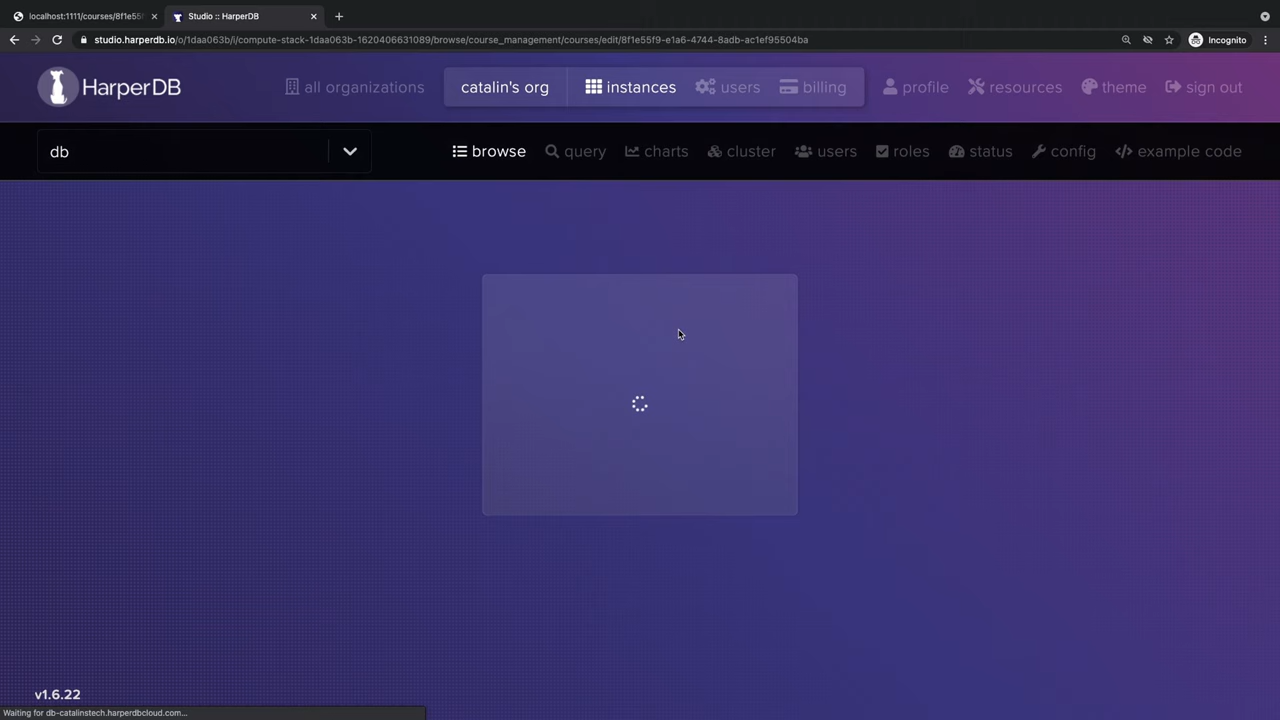 localhost:1111/courses/8f1e55f
Studio :: HarperDB
studio.harperdb.io/o/1daa063b/i/compute-stack-1daa063b-1620406631089/browse/course_management/courses/edit/8f1e55f9-e1a6-4744-8adb-ac1ef95504ba
Incognito
HarperDB
all organizations
catalin's org
instances
users
billing
profile
resources
theme
sign out
db
browse
query
charts
cluster
users
roles
status
config
example code
v1.6.22
Waiting for db-catalinstech.harperdbcloud.com...